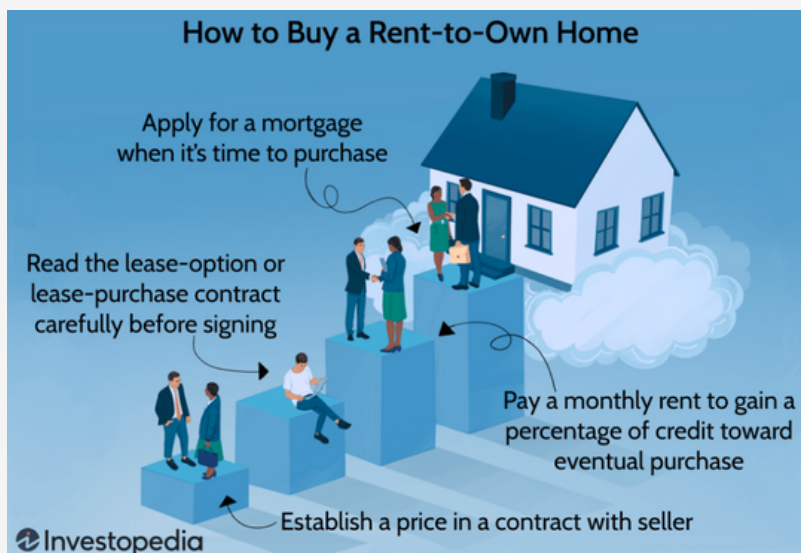 How to Buy a Rent-to-Own Home
Apply for a mortgage
when it's time to purchase
Read the lease-option or
lease-purchase contract
carefully before signing
Pay a monthly rent to gain a
percentage of credit toward
eventual purchase
Establish a price in a contract with seller
Investopedia